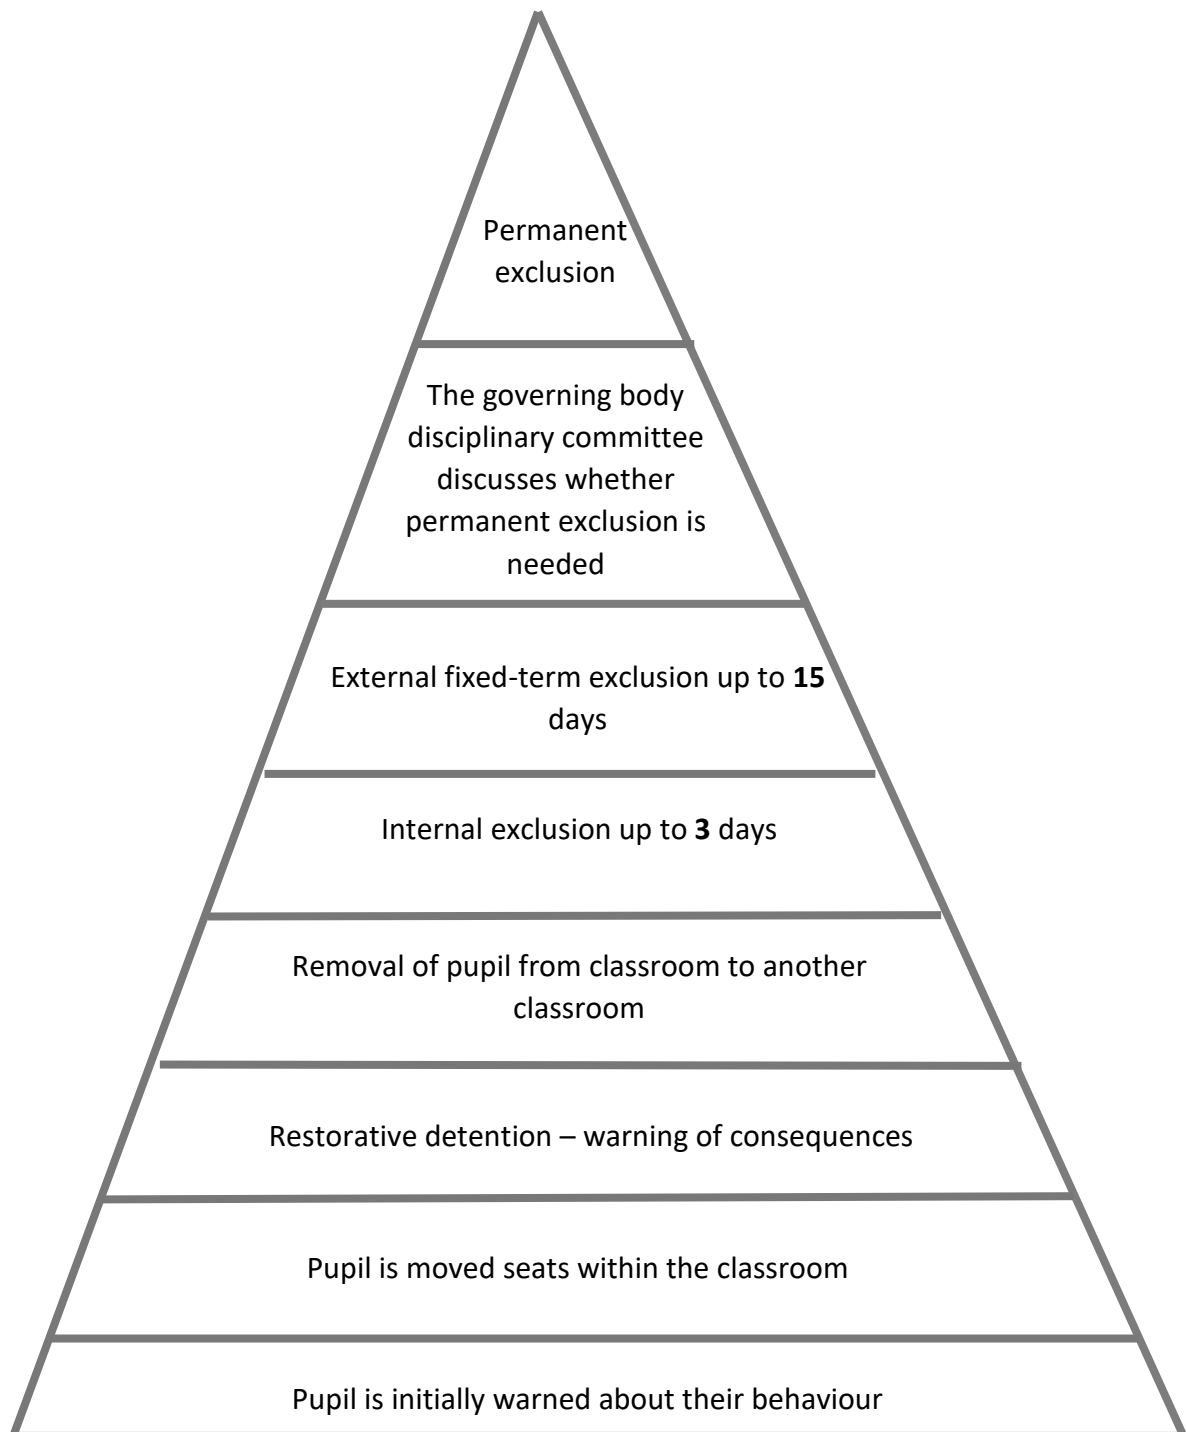 Permanent
exclusion
The governing body
disciplinary committee
discusses whether
permanent exclusion is
needed
External fixed-term exclusion up to 15
days
Internal exclusion up to 3 days
Removal of pupil from classroom to another
classroom
Restorative detention – warning of consequences
Pupil is moved seats within the classroom
Pupil is initially warned about their behaviour